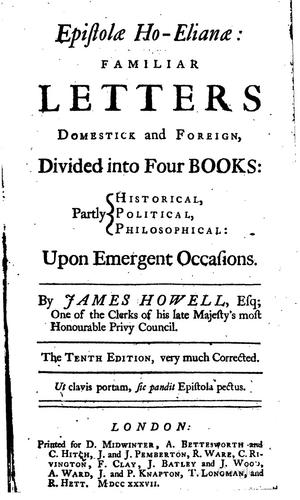 Epiſtolæ Ho-Elianæ:
FAMILIAR
LETTERS
DOMESTICK and FOREIGN,
Divided into Four BOOKS:
HISTORICAL,
Partly POLITICAL,
PHILOSOPHICAL:
Upon Emergent Occaſions.
By JAMES HOWELL, Eſq;
One of the Clerks of his late Majeſty's moſt
Honourable Privy Council.
The TENTH EDITION, very much Corrected.
Ut clavis portam, ſic pandit Epiſtola pectus.
LONDON:
Printed for D. MIDWINTER, A. BETTESWORTH and
C. HITCH, J. and J. PEMBERTON, R. WARE, C. RI-
VINGTON, F. CLAY, J. BATLEY and J. WOOD,
A. WARD, J. and P. KNAPTON, T. LONGMAN, and
R. HETT. MDCC XXXVII.